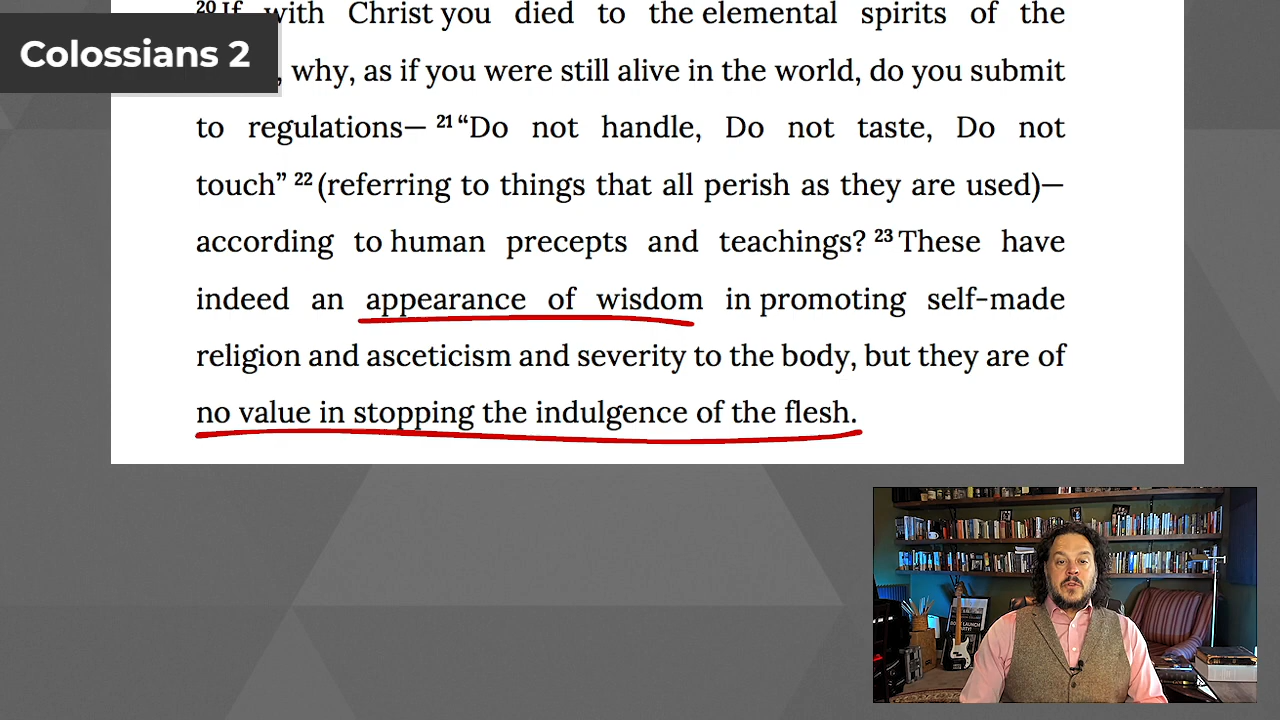 Colossians 2
20 If with Christ you died to the elemental spirits of the
, why, as if you were still alive in the world, do you submit
to regulations— 21 “Do not handle, Do not taste, Do not
touch” 22 (referring to things that all perish as they are used)—
according to human precepts and teachings? 23 These have
indeed an appearance of wisdom in promoting self-made
religion and asceticism and severity to the body, but they are of
no value in stopping the indulgence of the flesh.
LAUNCH